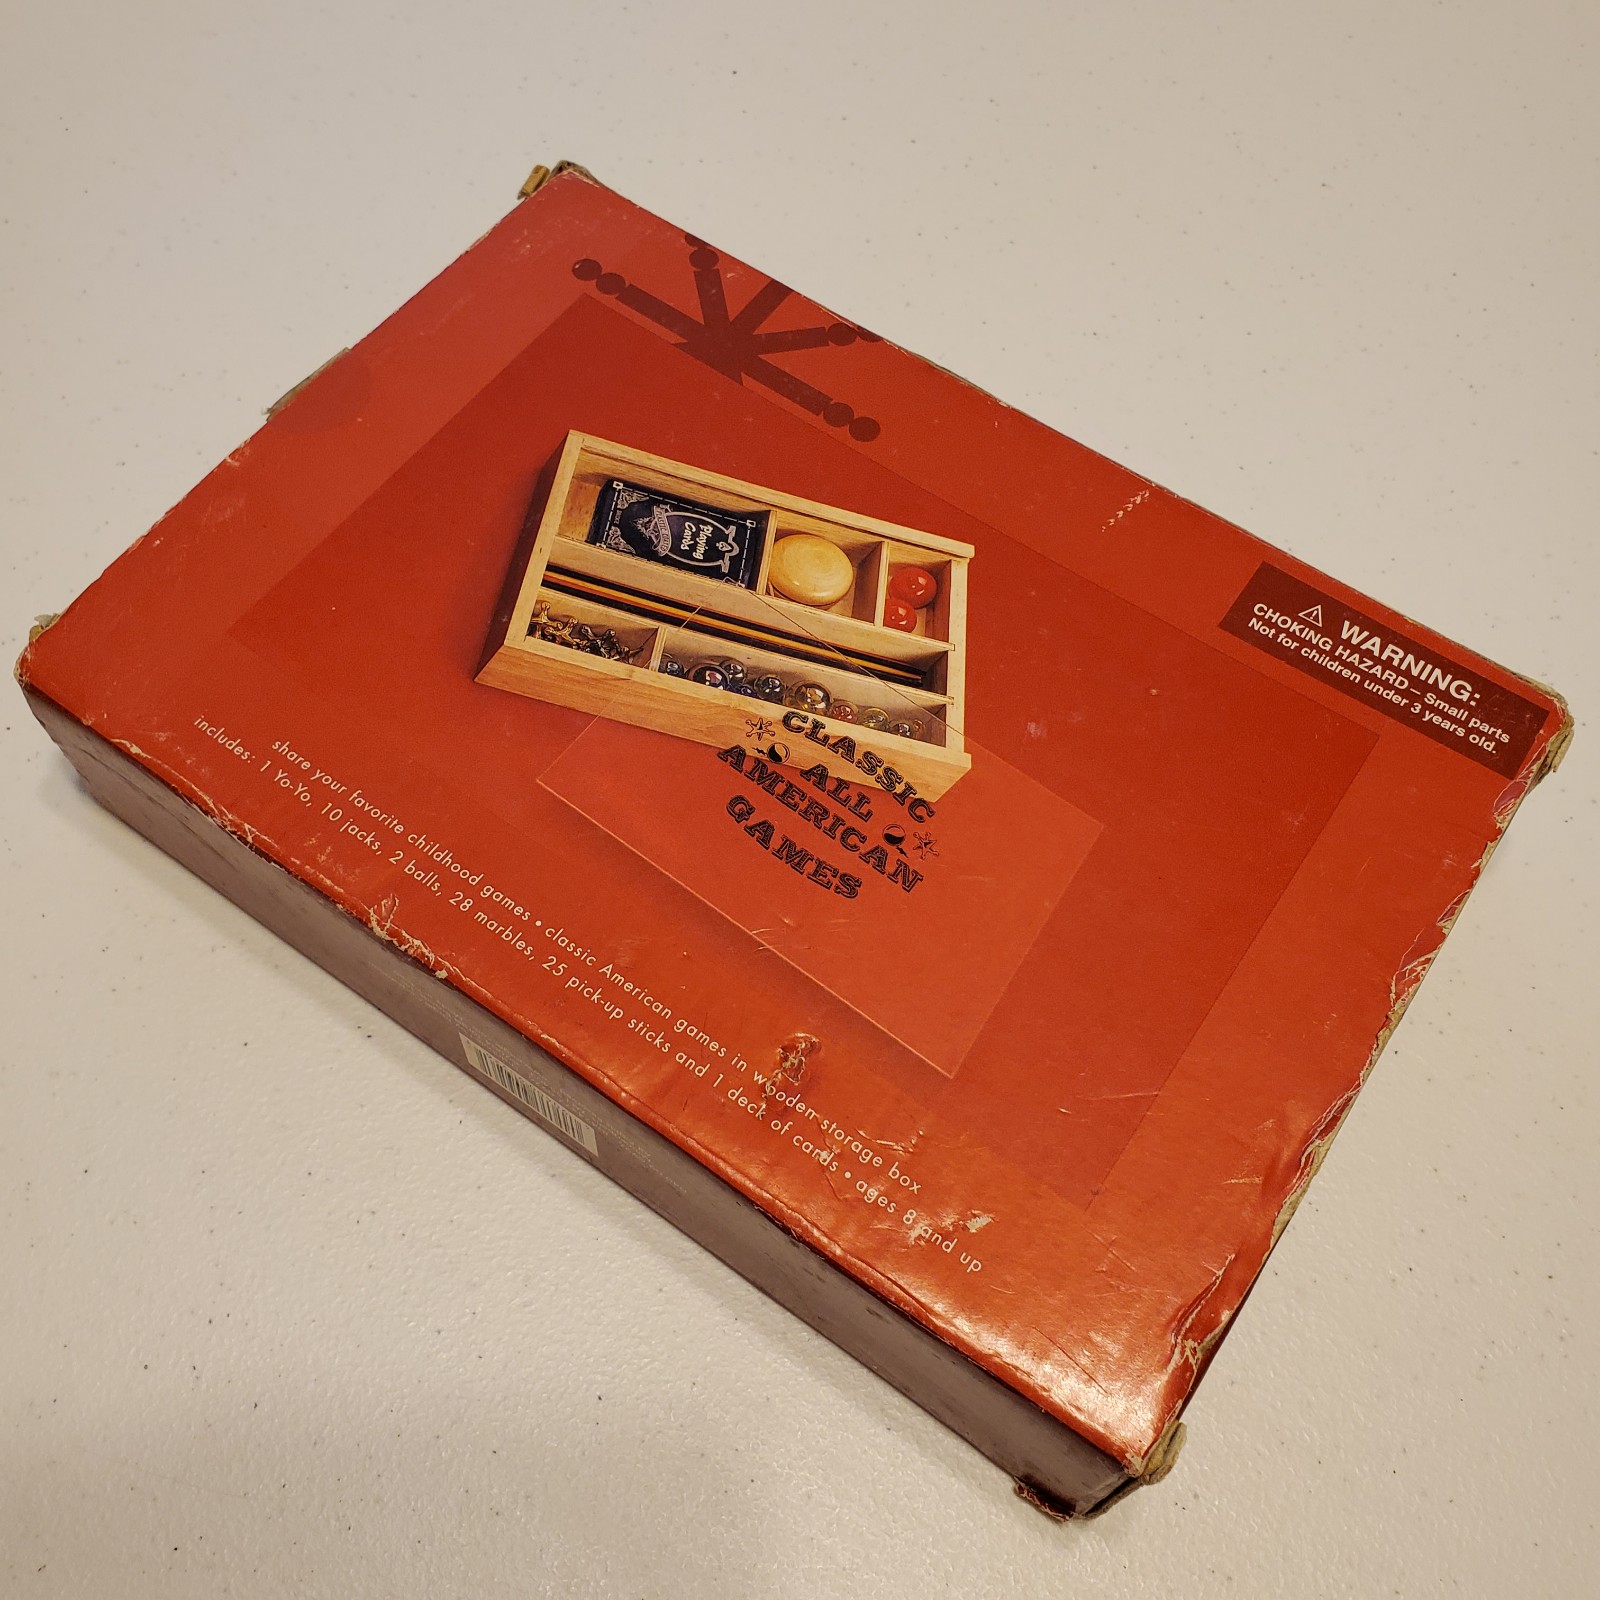 Playing
Cards
⚠ WARNING:
CHOKING HAZARD – Small parts
Not for children under 3 years old.
CLASSIC
ALL
AMERICAN
GAMES
share your favorite childhood games • classic American games in wooden storage box
includes: 1 Yo-Yo, 10 jacks, 2 balls, 28 marbles, 25 pick-up sticks and 1 deck of cards • ages 8 and up